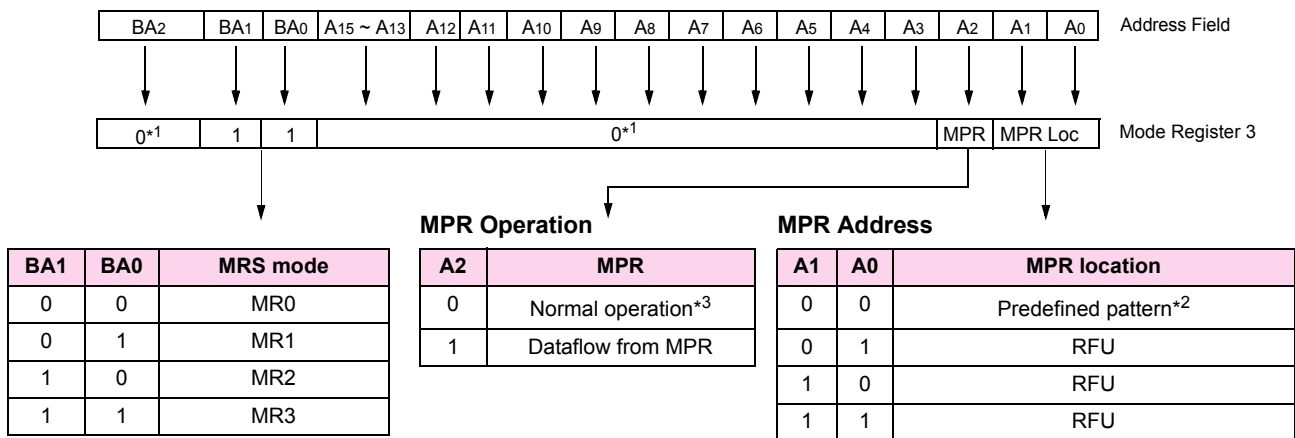 BA2 BA1 BA0 A15 ~ A13 A12 A11 A10 A9 A8 A7 A6 A5 A4 A3 A2 A1 A0 Address Field
0*1 1 1 0*1 MPR MPR Loc Mode Register 3
MPR Operation
MPR Address
BA1 BA0 MRS mode
0 0 MR0
0 1 MR1
1 0 MR2
1 1 MR3
A2 MPR
0 Normal operation*3
1 Dataflow from MPR
A1 A0 MPR location
0 0 Predefined pattern*2
0 1 RFU
1 0 RFU
1 1 RFU